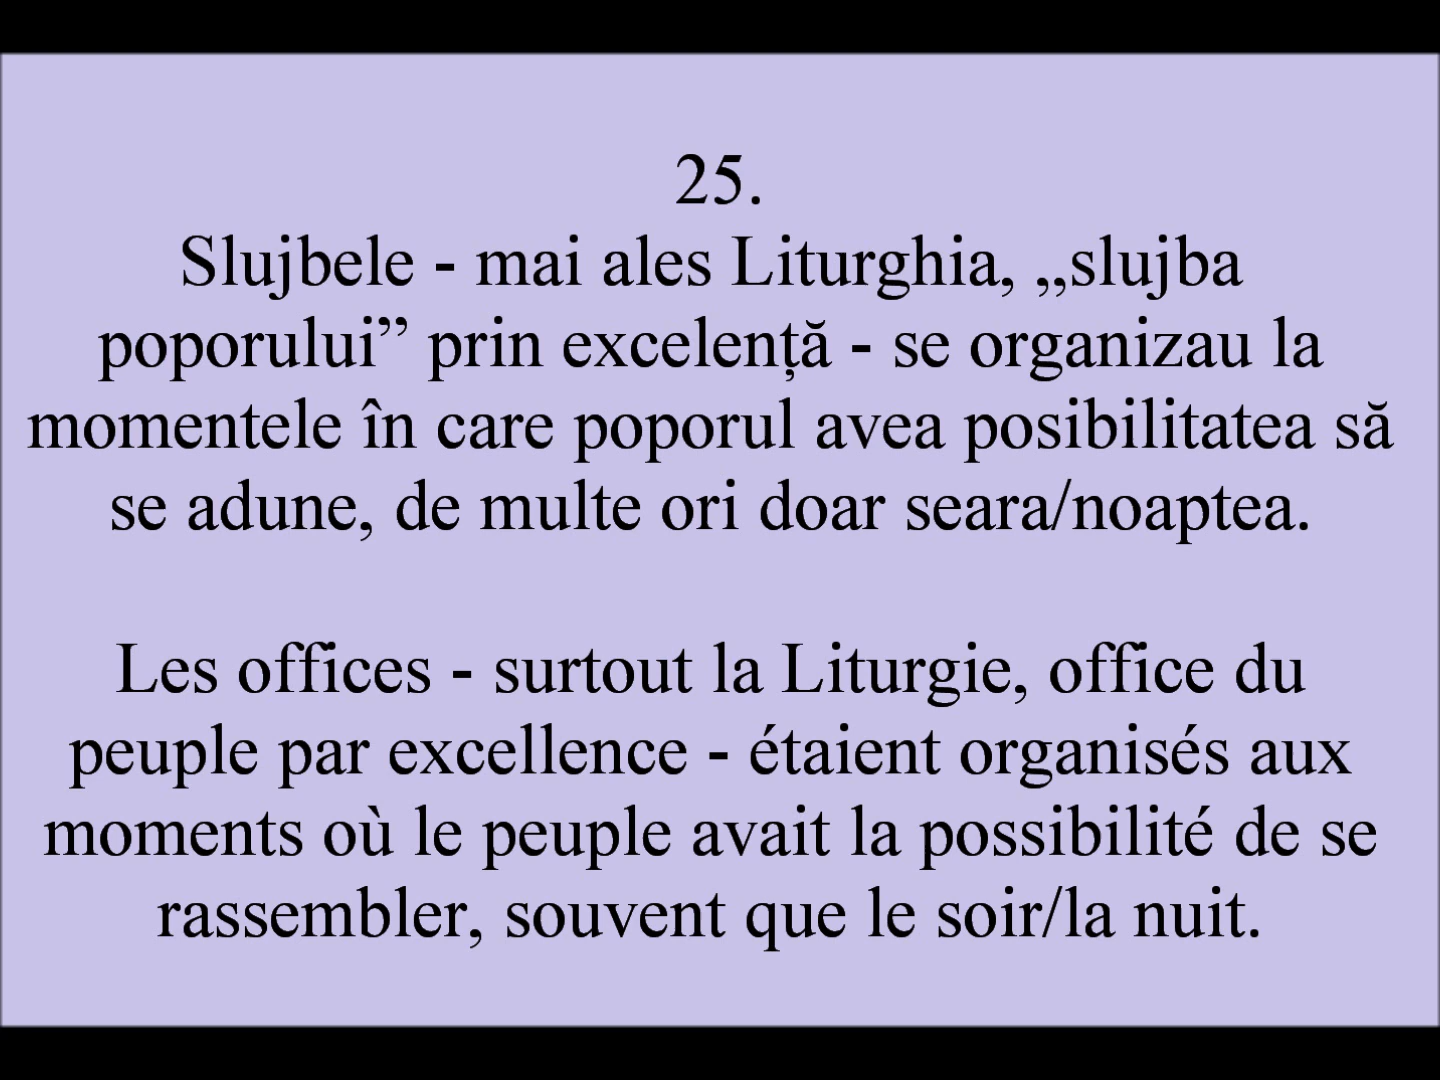 25.
Slujbele - mai ales Liturghia, „slujba
poporului” prin excelență - se organizau la
momentele în care poporul avea posibilitatea să
se adune, de multe ori doar seara/noaptea.
Les offices - surtout la Liturgie, office du
peuple par excellence - étaient organisés aux
moments où le peuple avait la possibilité de se
rassembler, souvent que le soir/la nuit.